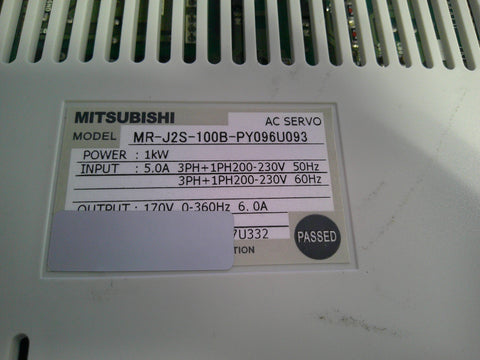 MITSUBISHI AC SERVO
MODEL MR-J2S-100B-PY096U093
POWER : 1kW
INPUT : 5.0A 3PH+1PH200-230V 50Hz
3PH+1PH200-230V 60Hz
OUTPUT : 170V 0-360Hz 6.0A
7U332
PASSED